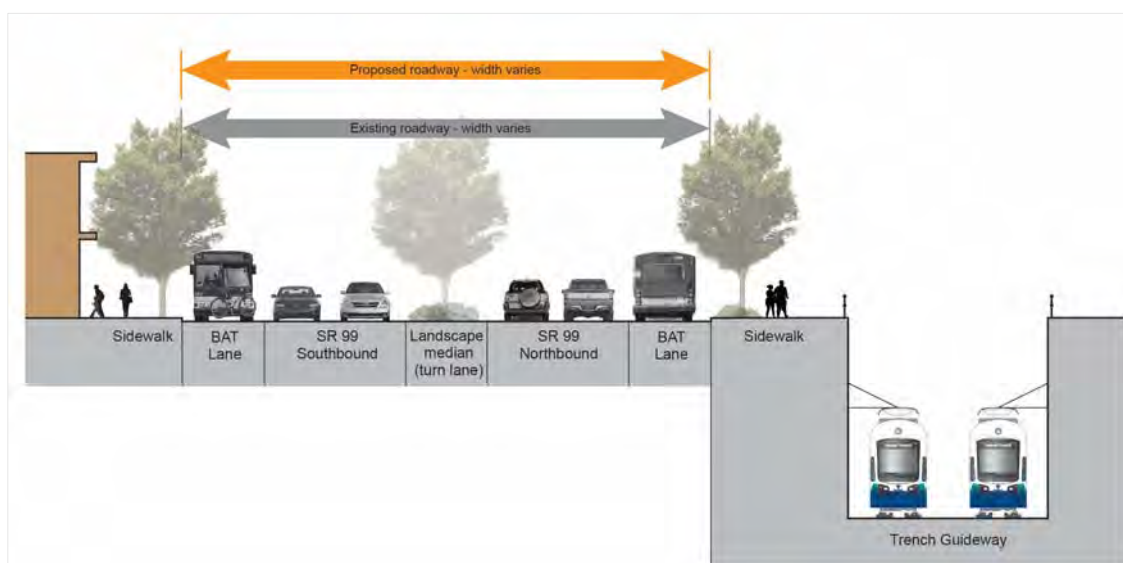 Proposed roadway - width varies
Existing roadway - width varies
Sidewalk
BAT
Lane
SR 99
Southbound
Landscape
median
(turn lane)
SR 99
Northbound
BAT
Lane
Sidewalk
Trench Guideway